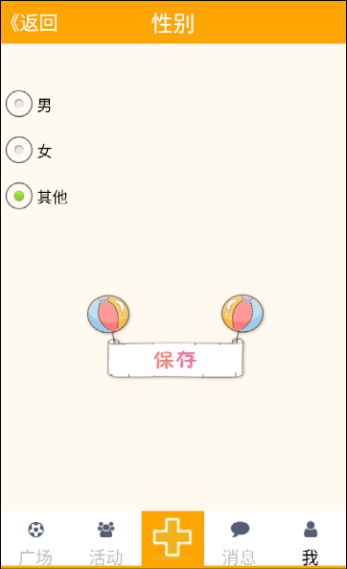 《返回 性别
男
女
其他
保存
广场 活动 消息 我